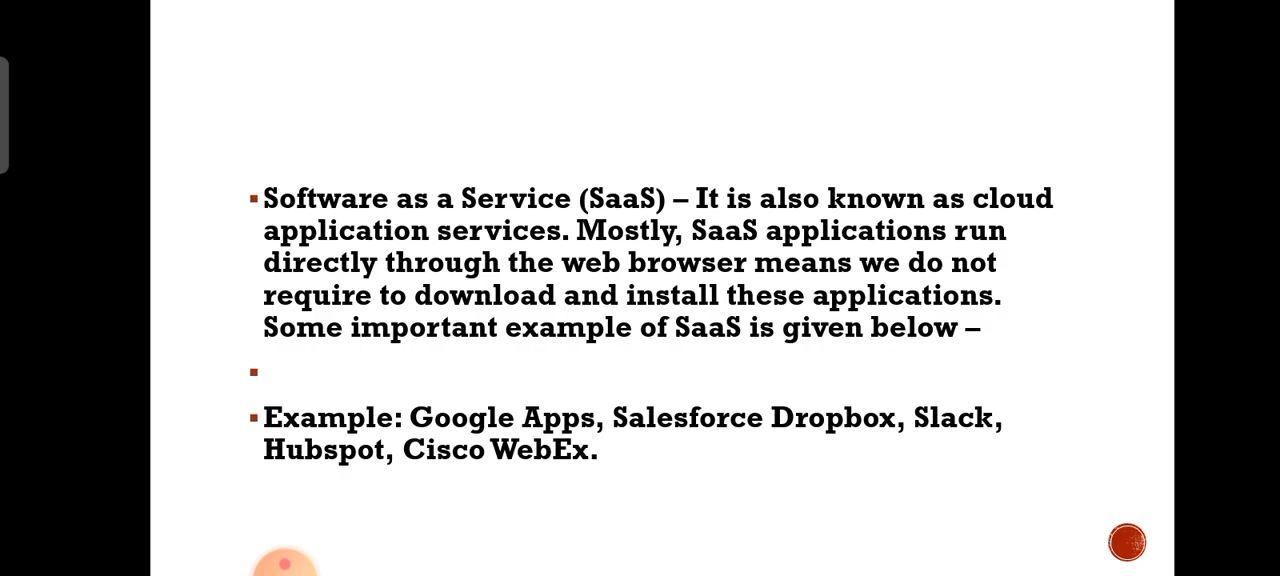 Software as a Service (SaaS) – It is also known as cloud
application services. Mostly, SaaS applications run
directly through the web browser means we do not
require to download and install these applications.
Some important example of SaaS is given below –
Example: Google Apps, Salesforce Dropbox, Slack,
Hubspot, Cisco WebEx.